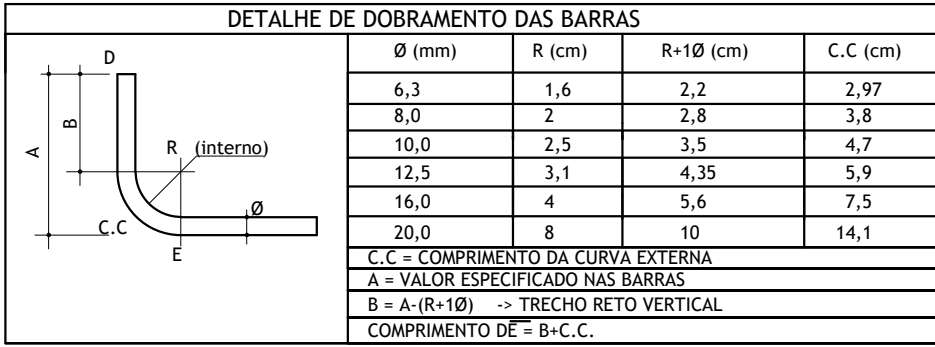 DETALHE DE DOBRAMENTO DAS BARRAS
D
B
A
R (interno)
Ø
C.C
E
Ø (mm) R (cm) R+1Ø (cm) C.C (cm)
6,3 1,6 2,2 2,97
8,0 2 2,8 3,8
10,0 2,5 3,5 4,7
12,5 3,1 4,35 5,9
16,0 4 5,6 7,5
20,0 8 10 14,1
C.C = COMPRIMENTO DA CURVA EXTERNA
A = VALOR ESPECIFICADO NAS BARRAS
B = A-(R+1Ø) -> TRECHO RETO VERTICAL
COMPRIMENTO DE = B+C.C.